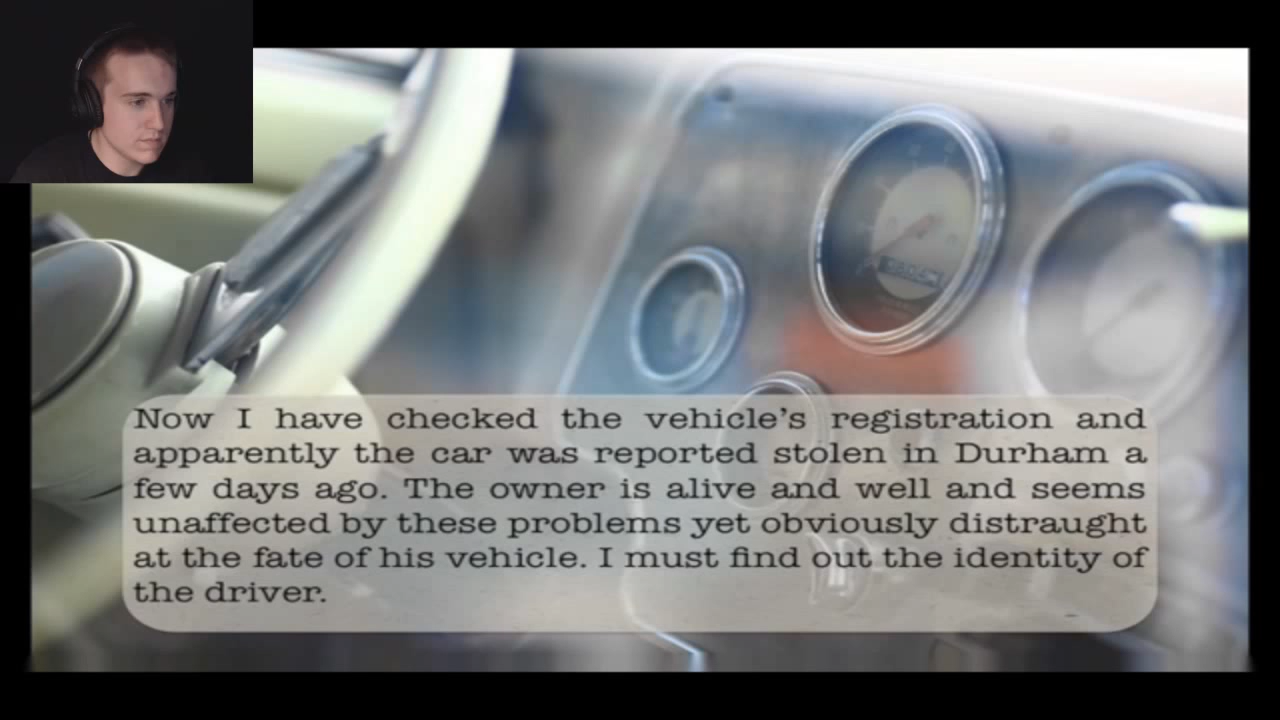 Now I have checked the vehicle's registration and
apparently the car was reported stolen in Durham a
few days ago. The owner is alive and well and seems
unaffected by these problems yet obviously distraught
at the fate of his vehicle. I must find out the identity of
the driver.